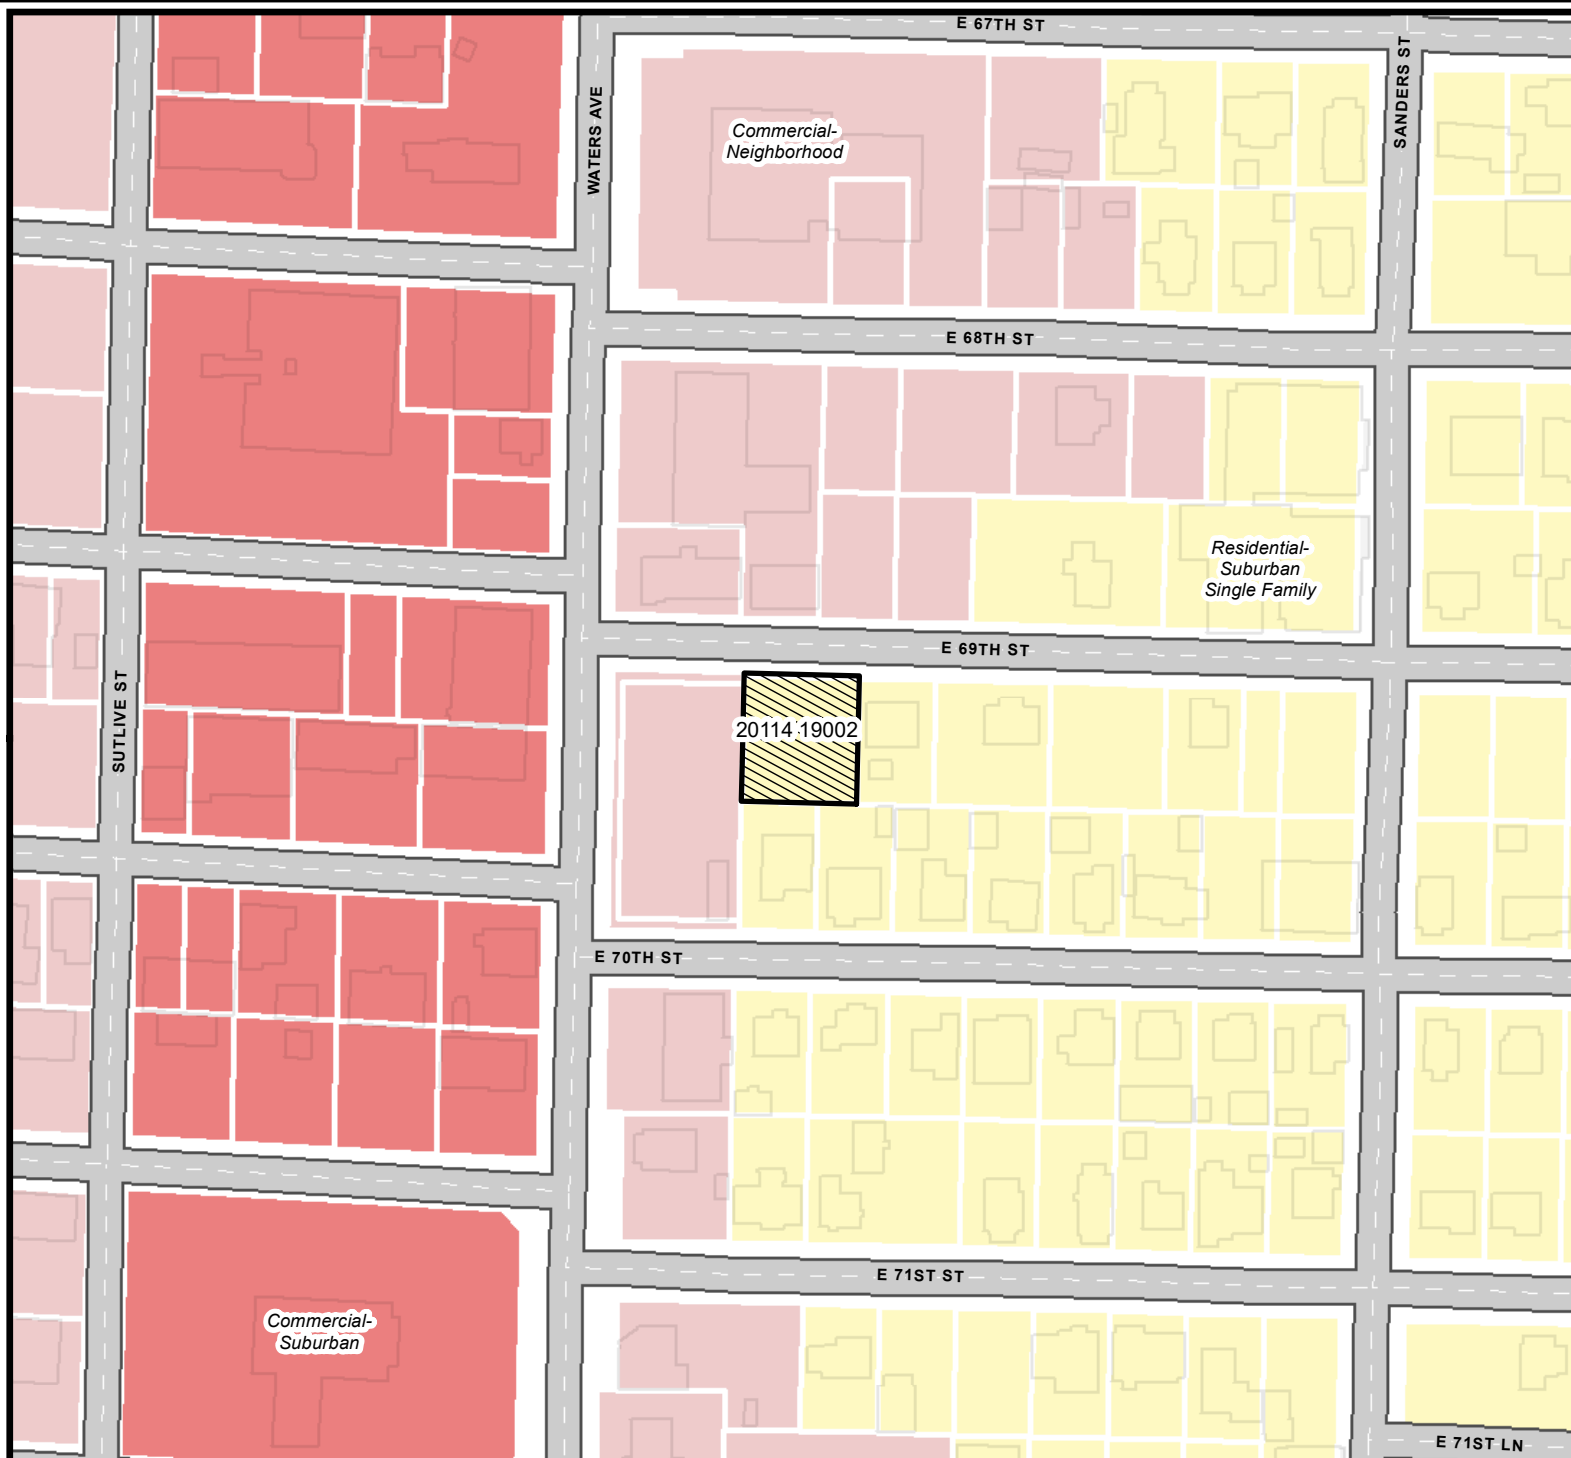 E 67TH ST
SANDERS ST
WATERS AVE
Commercial-
Neighborhood
E 68TH ST
Residential-
Suburban
Single Family
E 69TH ST
SUTLIVE ST
20114 19002
E 70TH ST
E 71ST ST
Commercial-
Suburban
E 71ST LN